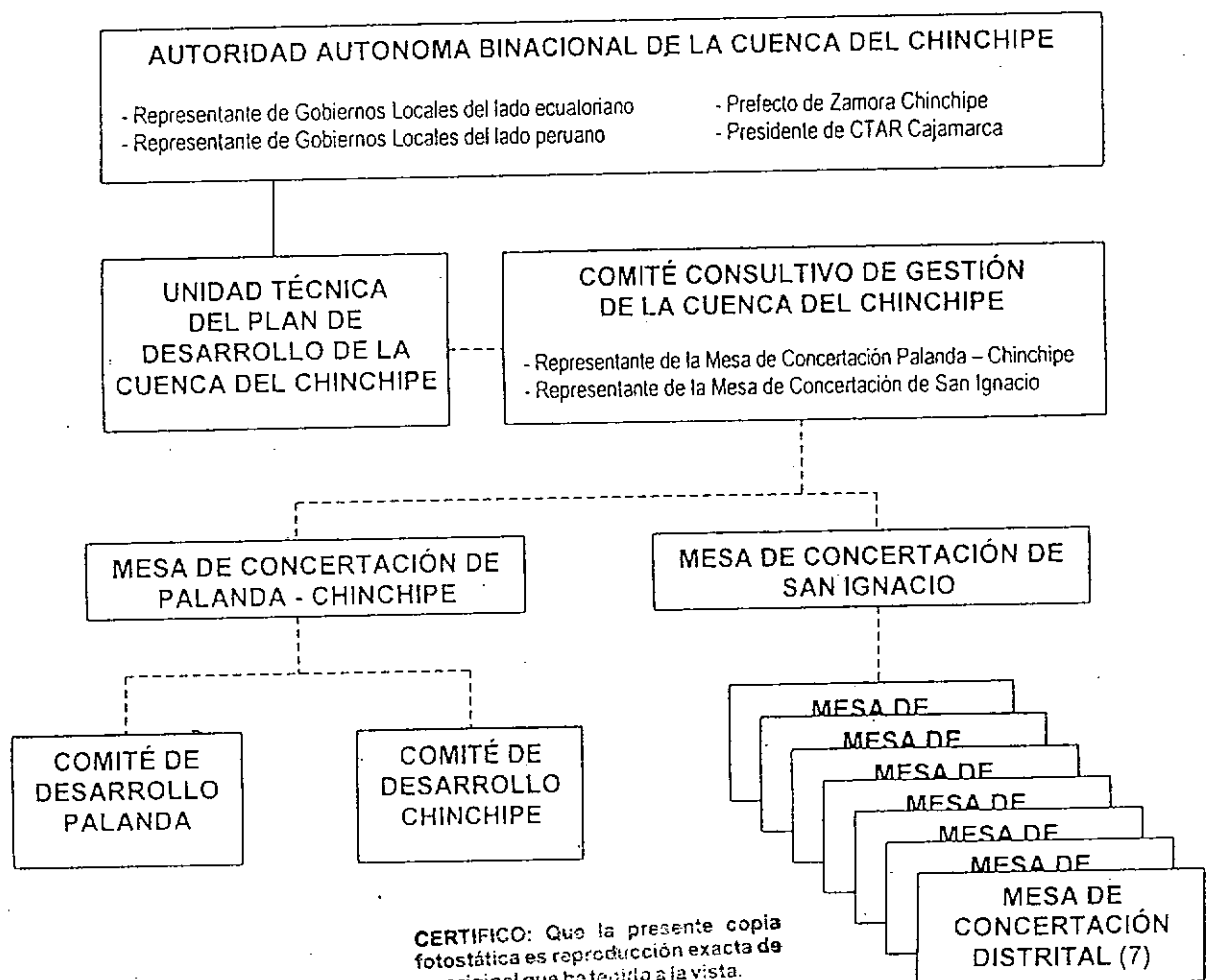 AUTORIDAD AUTONOMA BINACIONAL DE LA CUENCA DEL CHINCHIPE
- Representante de Gobiernos Locales del lado ecualoriano
- Representante de Gobiernos Locales del lado peruano
- Prefecto de Zamora Chinchipe
- Presidente de CTAR Cajamarca
UNIDAD TÉCNICA
DEL PLAN DE
DESARROLLO DE LA
CUENCA DEL CHINCHIPE
COMITÉ CONSULTIVO DE GESTIÓN
DE LA CUENCA DEL CHINCHIPE
- Representante de la Mesa de Concertación Palanda – Chinchipe
- Representante de la Mesa de Concertación de San Ignacio
MESA DE CONCERTACIÓN DE
PALANDA - CHINCHIPE
MESA DE CONCERTACIÓN DE
SAN IGNACIO
COMITÉ DE
DESARROLLO
PALANDA
COMITÉ DE
DESARROLLO
CHINCHIPE
MESA DE
MESA DE
MESA DE
MESA DE
MESA DE
MESA DE
MESA DE
CONCERTACIÓN
DISTRITAL (7)
CERTIFICO: Que la presente copia
fotostática es reproducción exacta de
que ha tenido a la vista.